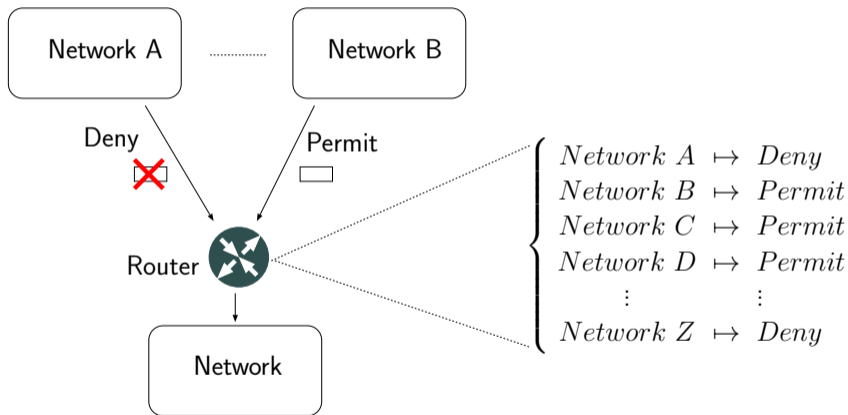 Network A
Network B
Deny
Permit
Network A ↦ Deny
Network B ↦ Permit
Network C ↦ Permit
Network D ↦ Permit
⋮ ⋮
Network Z ↦ Deny
Router
Network